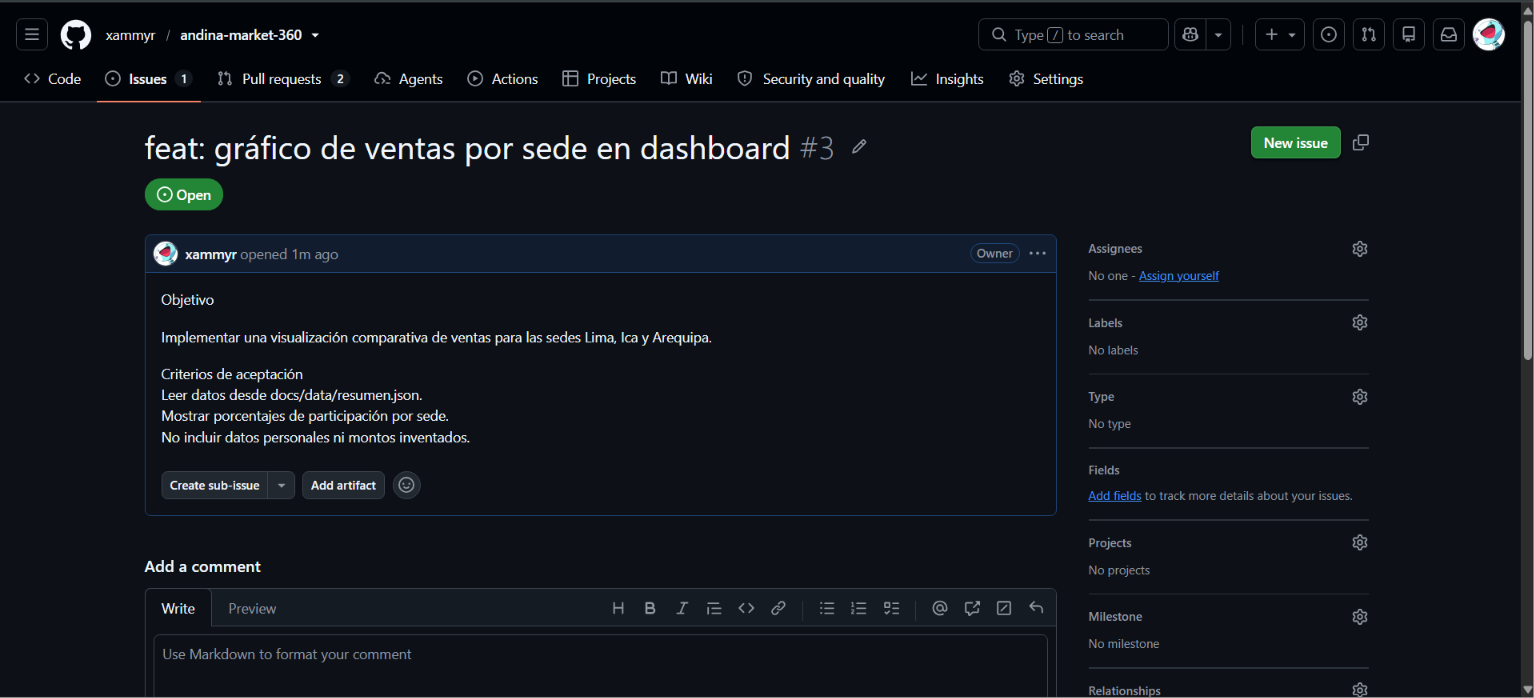 xammyr / andina-market-360
Type / to search
Code
Issues 1
Pull requests 2
Agents
Actions
Projects
Wiki
Security and quality
Insights
Settings
feat: gráfico de ventas por sede en dashboard #3
New issue
Open
xammyr opened 1m ago
Owner
Objetivo
Implementar una visualización comparativa de ventas para las sedes Lima, Ica y Arequipa.
Criterios de aceptación
Leer datos desde docs/data/resumen.json.
Mostrar porcentajes de participación por sede.
No incluir datos personales ni montos inventados.
Create sub-issue
Add artifact
Add a comment
Write
Preview
Use Markdown to format your comment
Assignees
No one - Assign yourself
Labels
No labels
Type
No type
Fields
Add fields to track more details about your issues.
Projects
No projects
Milestone
No milestone
Relationships